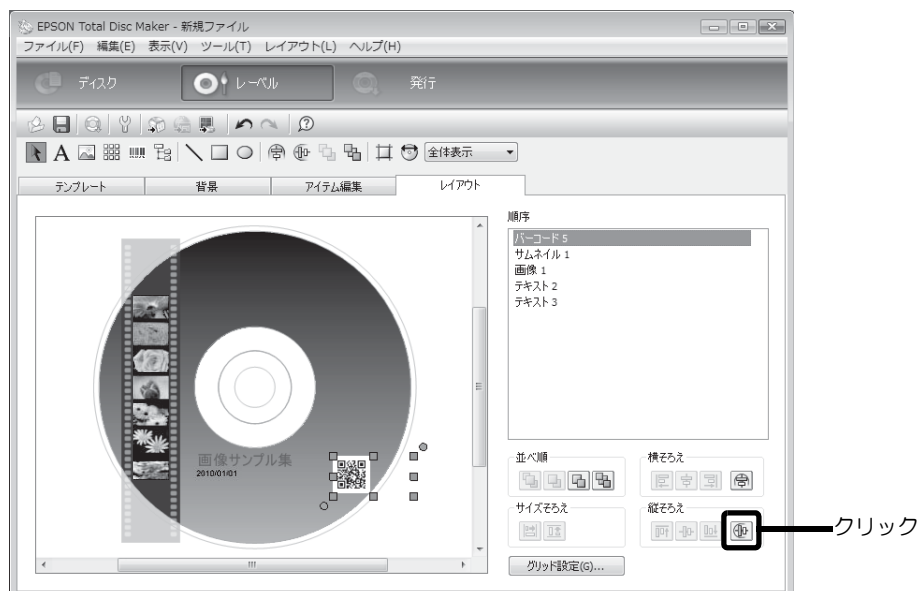 EPSON Total Disc Maker - 新規ファイル
ファイル(F) 編集(E) 表示(V) ツール(T) レイアウト(L) ヘルプ(H)
ディスク レーベル 発行
全体表示
テンプレート 背景 アイテム編集 レイアウト
順序
バーコード 5
サムネイル 1
画像 1
テキスト 2
テキスト 3
画像サンプル集
2010/01/01
並べ順 横そろえ
サイズそろえ 縦そろえ
クリック
グリッド設定(G)...